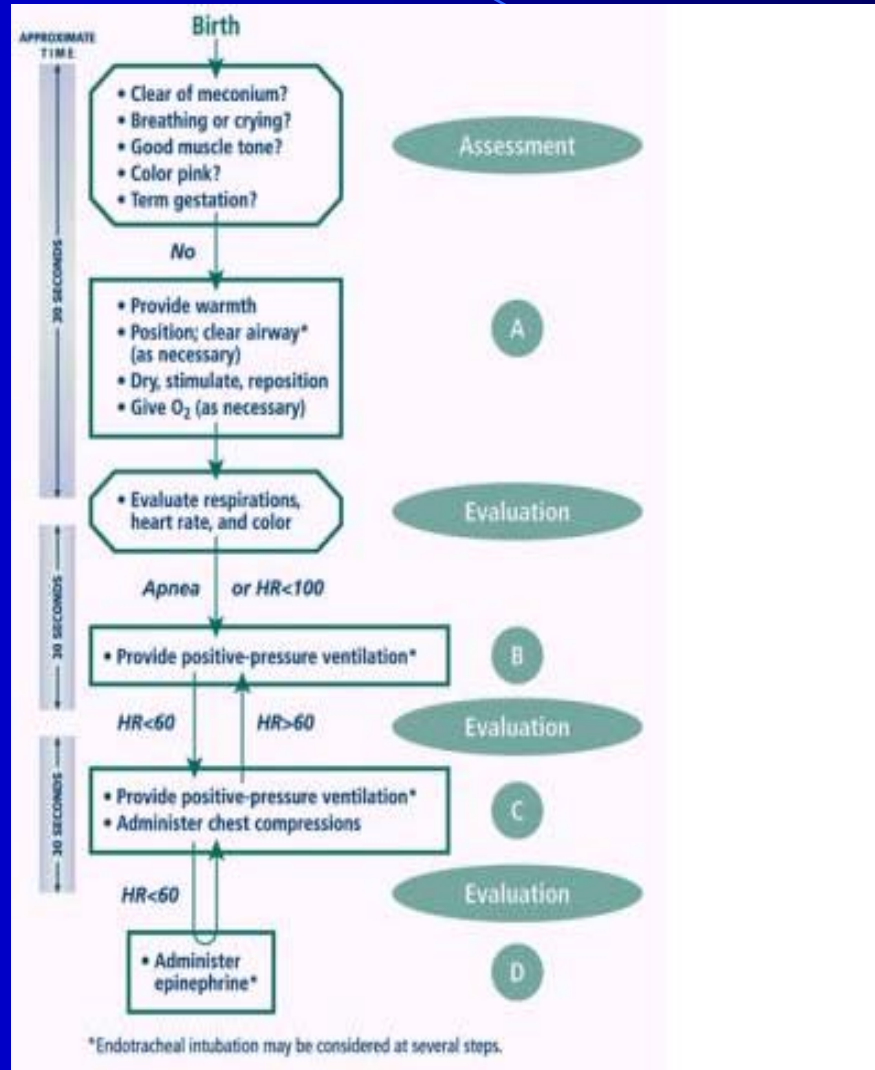 APPROXIMATE
TIME
Birth
• Clear of meconium?
• Breathing or crying?
• Good muscle tone?
• Color pink?
• Term gestation?
Assessment
No
30 SECONDS
• Provide warmth
• Position; clear airway*
(as necessary)
• Dry, stimulate, reposition
• Give O₂ (as necessary)
A
• Evaluate respirations,
heart rate, and color
Evaluation
Apnea or HR<100
30 SECONDS
• Provide positive-pressure ventilation*
B
HR<60 HR>60
Evaluation
30 SECONDS
• Provide positive-pressure ventilation*
• Administer chest compressions
C
HR<60
Evaluation
• Administer
epinephrine*
D
*Endotracheal intubation may be considered at several steps.